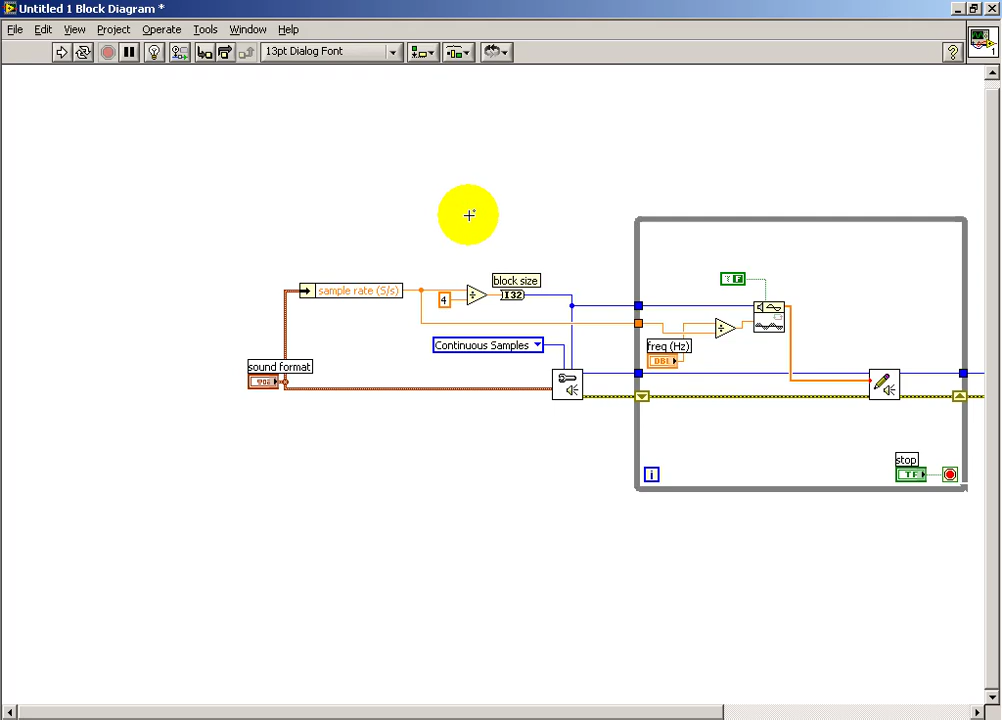 Untitled 1 Block Diagram *
File Edit View Project Operate Tools Window Help
13pt Dialog Font
?
1
block size
F
sample rate (S/s)
4
÷
I32
÷
Continuous Samples
freq (Hz)
DBL
sound format
stop
i
TF